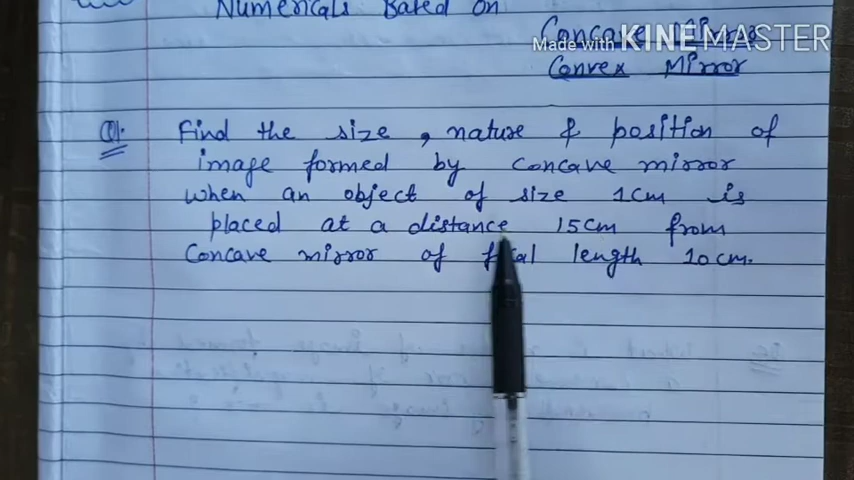 Numericals Based on
Concave Mirror
Made with KINEMASTER
Convex Mirror
Q1. Find the size, nature & position of
image formed by concave mirror
when an object of size 1cm is
placed at a distance 15cm from
Concave mirror of focal length 10cm.